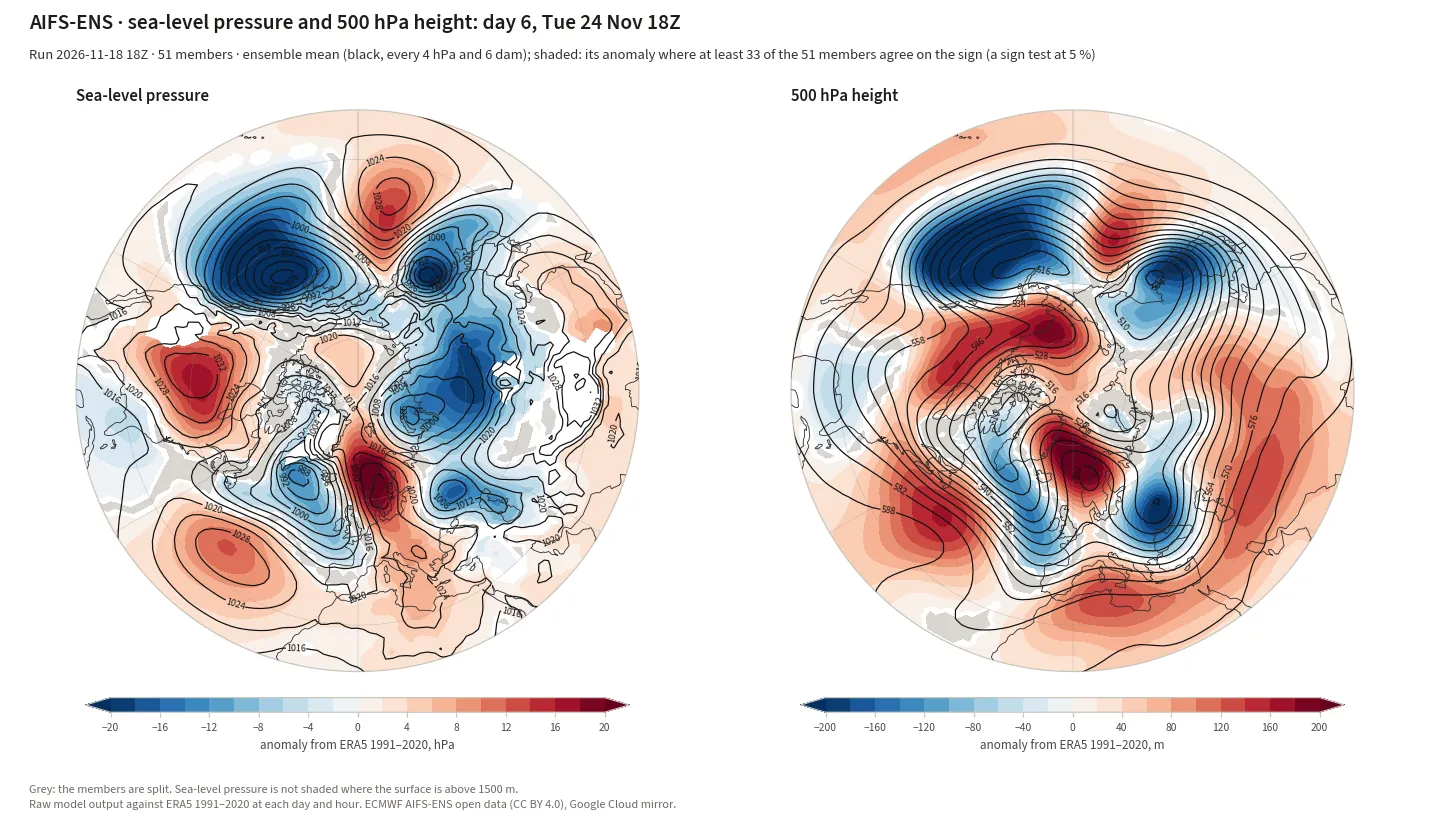 AIFS-ENS · sea-level pressure and 500 hPa height: day 6, Tue 24 Nov 18Z
Run 2026-11-18 18Z · 51 members · ensemble mean (black, every 4 hPa and 6 dam); shaded: its anomaly where at least 33 of the 51 members agree on the sign (a sign test at 5 %)
Sea-level pressure
500 hPa height
−20 −16 −12 −8 −4 0 4 8 12 16 20
anomaly from ERA5 1991–2020, hPa
−200 −160 −120 −80 −40 0 40 80 120 160 200
anomaly from ERA5 1991–2020, m
Grey: the members are split. Sea-level pressure is not shaded where the surface is above 1500 m.
Raw model output against ERA5 1991–2020 at each day and hour. ECMWF AIFS-ENS open data (CC BY 4.0), Google Cloud mirror.